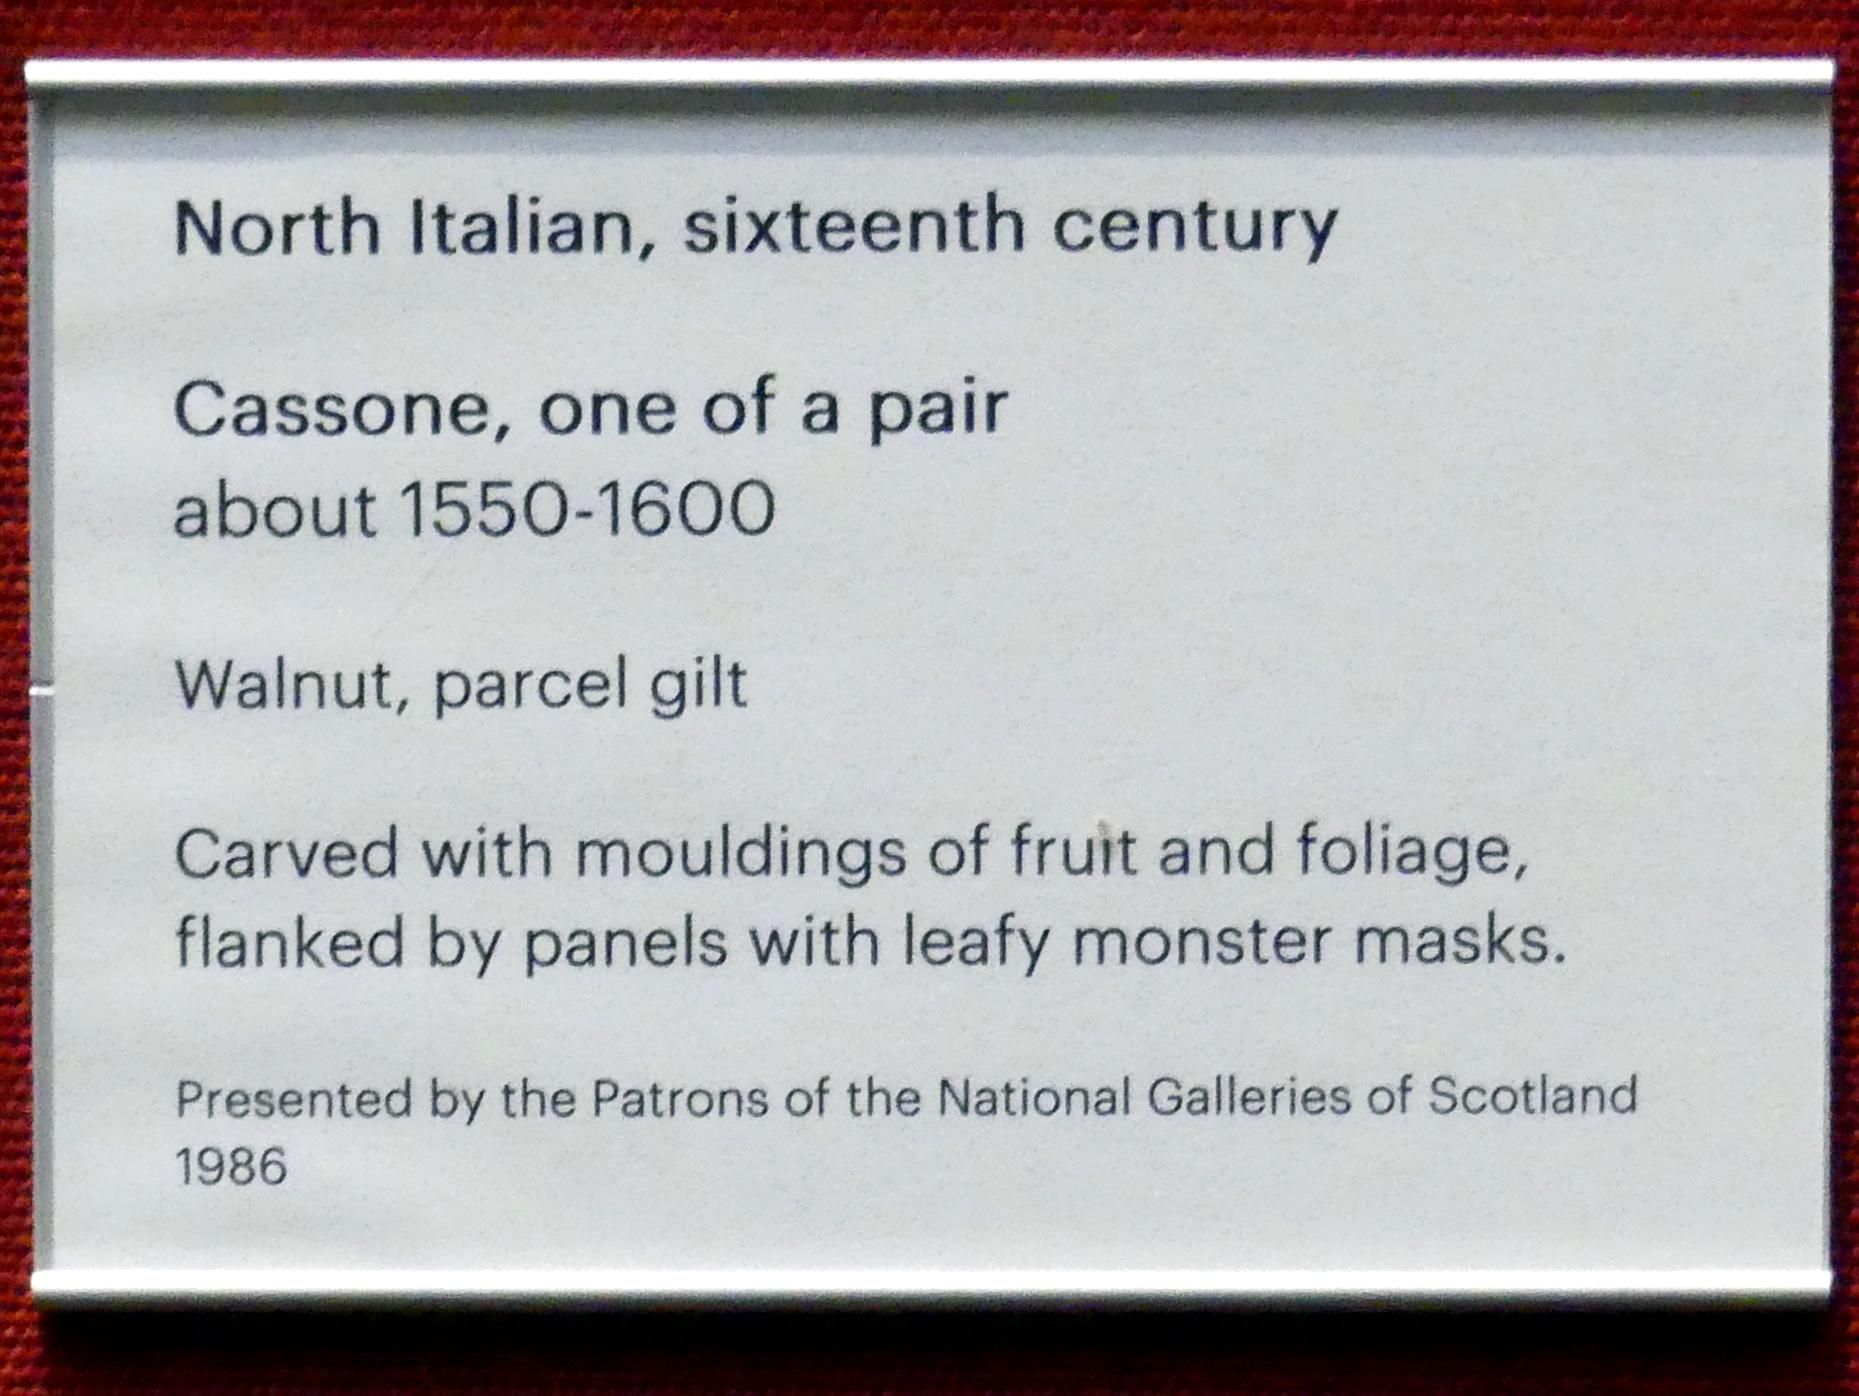 North Italian, sixteenth century
Cassone, one of a pair
about 1550-1600
Walnut, parcel gilt
Carved with mouldings of fruit and foliage,
flanked by panels with leafy monster masks.
Presented by the Patrons of the National Galleries of Scotland
1986